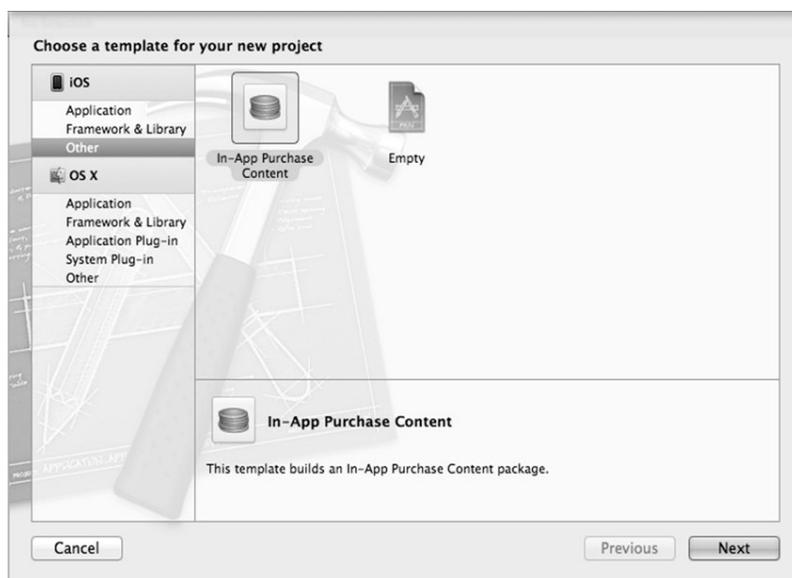 Choose a template for your new project
iOS
Application
Framework & Library
Other
OS X
Application
Framework & Library
Application Plug-in
System Plug-in
Other
In-App Purchase
Content
Empty
In-App Purchase Content
This template builds an In-App Purchase Content package.
Cancel
Previous
Next